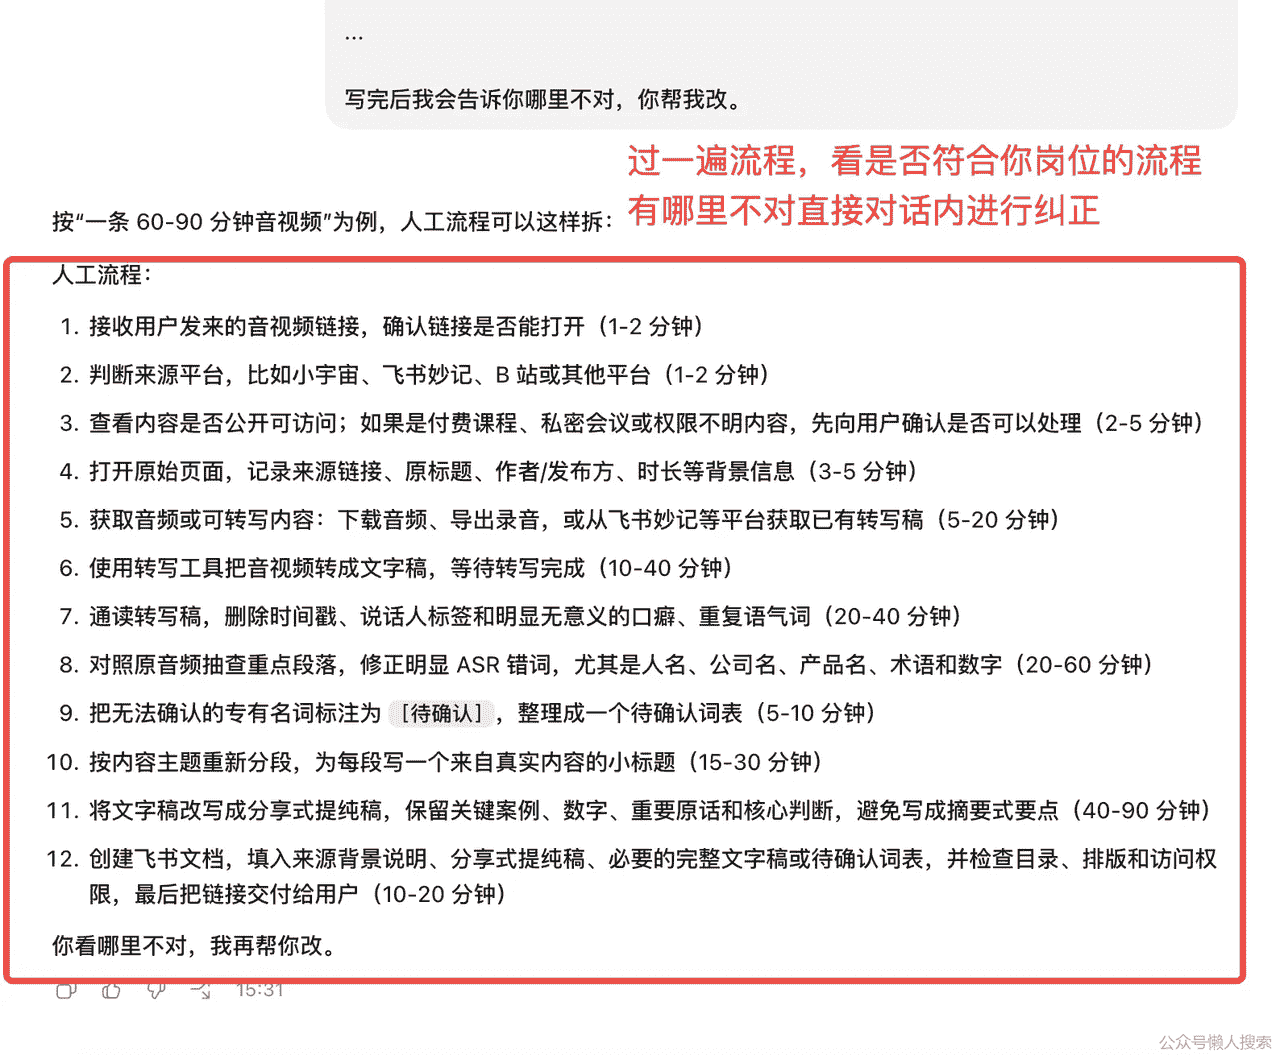 ...
写完后我会告诉你哪里不对，你帮我改。
过一遍流程，看是否符合你岗位的流程
有哪里不对直接对话内进行纠正
按“一条 60-90 分钟音视频”为例，人工流程可以这样拆：
人工流程：
1. 接收用户发来的音视频链接，确认链接是否能打开（1-2 分钟）
2. 判断来源平台，比如小宇宙、飞书妙记、B 站或其他平台（1-2 分钟）
3. 查看内容是否公开可访问；如果是付费课程、私密会议或权限不明内容，先向用户确认是否可以处理（2-5 分钟）
4. 打开原始页面，记录来源链接、原标题、作者/发布方、时长等背景信息（3-5 分钟）
5. 获取音频或可转写内容：下载音频、导出录音，或从飞书妙记等平台获取已有转写稿（5-20 分钟）
6. 使用转写工具把音视频转成文字稿，等待转写完成（10-40 分钟）
7. 通读转写稿，删除时间戳、说话人标签和明显无意义的口癖、重复语气词（20-40 分钟）
8. 对照原音频抽查重点段落，修正明显 ASR 错词，尤其是人名、公司名、产品名、术语和数字（20-60 分钟）
9. 把无法确认的专有名词标注为 [待确认]，整理成一个待确认词表（5-10 分钟）
10. 按内容主题重新分段，为每段写一个来自真实内容的小标题（15-30 分钟）
11. 将文字稿改写成分享式提纯稿，保留关键案例、数字、重要原话和核心判断，避免写成摘要式要点（40-90 分钟）
12. 创建飞书文档，填入来源背景说明、分享式提纯稿、必要的完整文字稿或待确认词表，并检查目录、排版和访问权
限，最后把链接交付给用户（10-20 分钟）
你看哪里不对，我再帮你改。
15:31
公众号懒人搜索